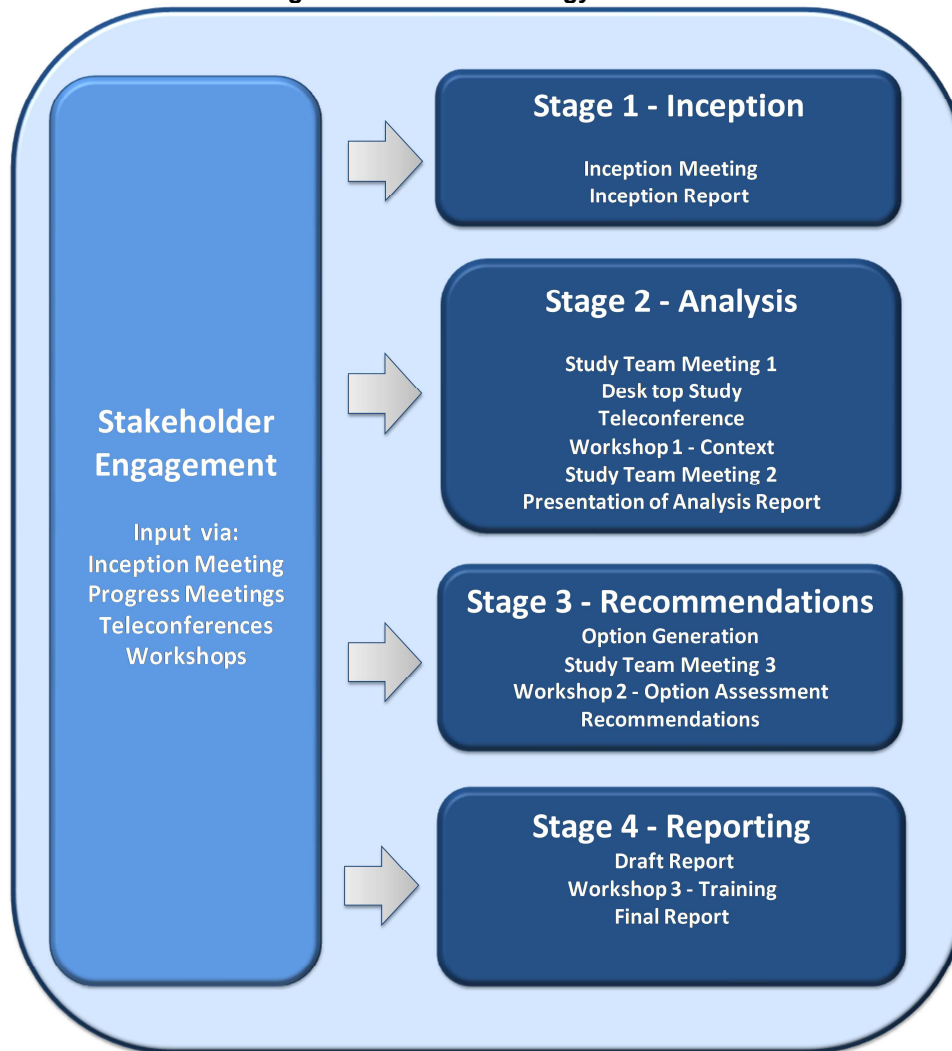 Stakeholder
Engagement
Input via:
Inception Meeting
Progress Meetings
Teleconferences
Workshops
Stage 1 - Inception
Inception Meeting
Inception Report
Stage 2 - Analysis
Study Team Meeting 1
Desk top Study
Teleconference
Workshop 1 - Context
Study Team Meeting 2
Presentation of Analysis Report
Stage 3 - Recommendations
Option Generation
Study Team Meeting 3
Workshop 2 - Option Assessment
Recommendations
Stage 4 - Reporting
Draft Report
Workshop 3 - Training
Final Report